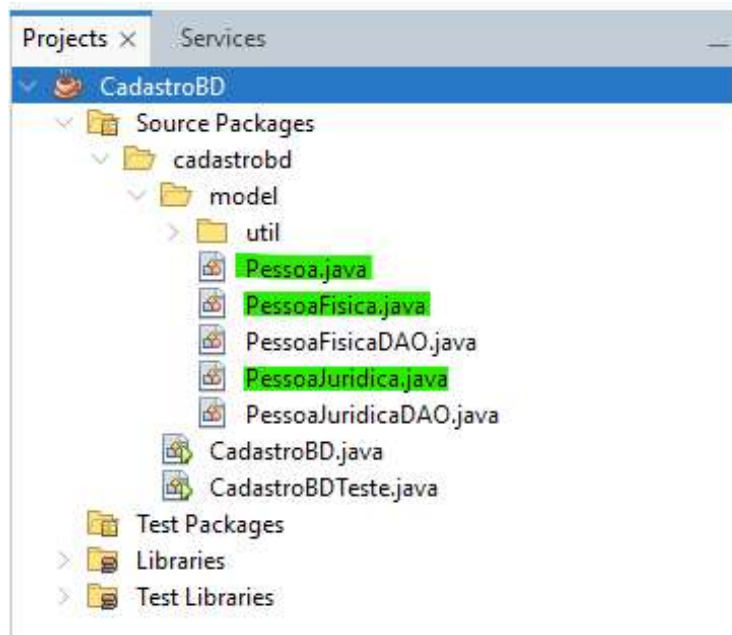 Projects × Services
CadastroBD
Source Packages
cadastrobd
model
util
Pessoa.java
PessoaFisica.java
PessoaFisicaDAO.java
PessoaJuridica.java
PessoaJuridicaDAO.java
CadastroBD.java
CadastroBDTeste.java
Test Packages
Libraries
Test Libraries